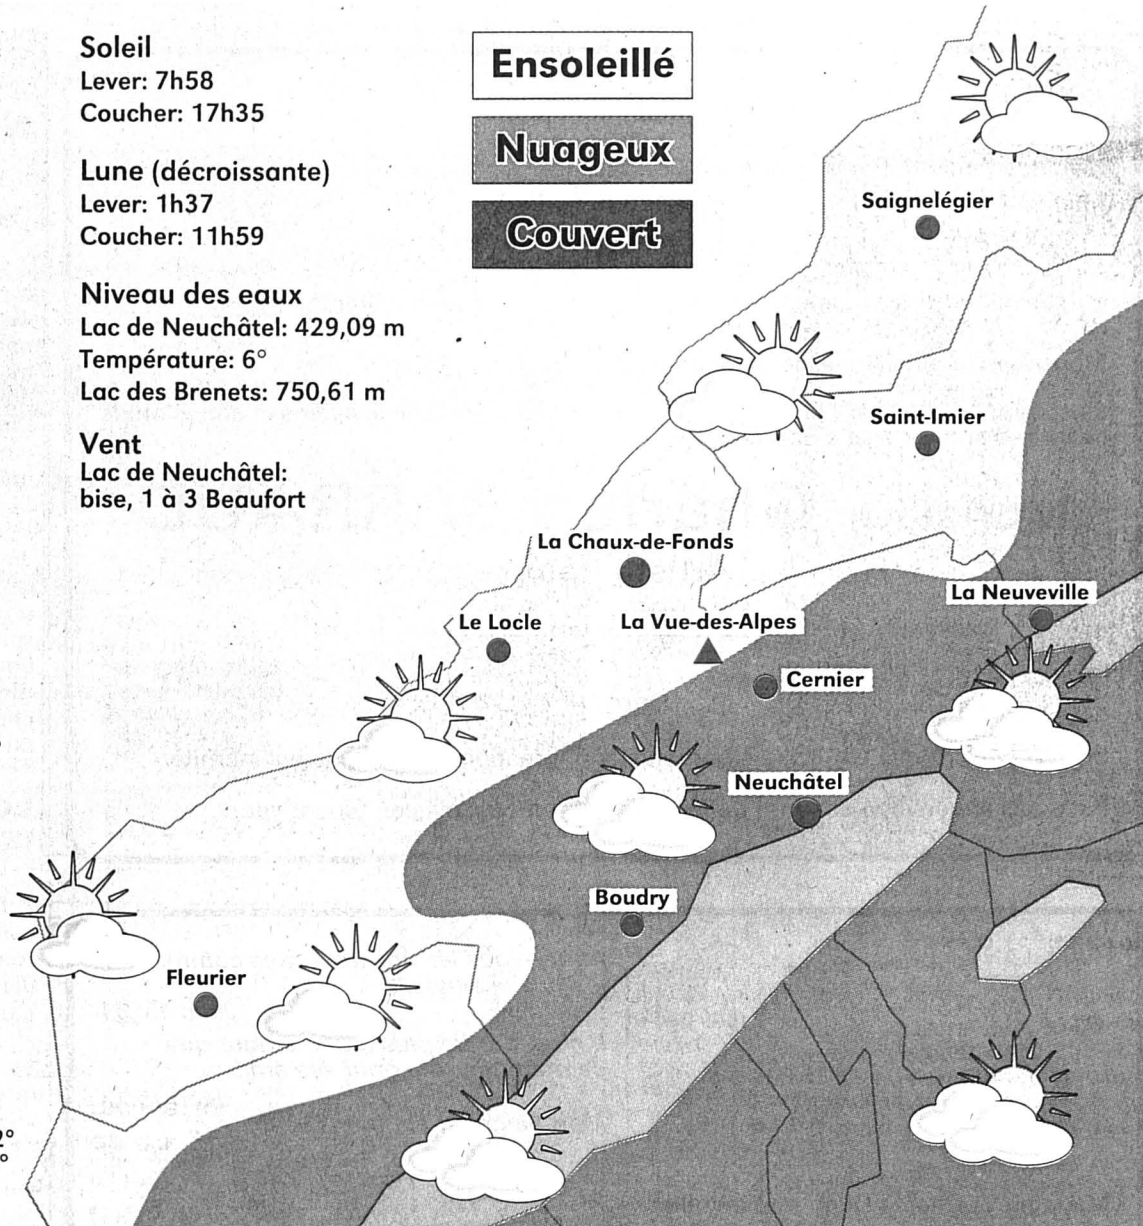 Soleil
Lever: 7h58
Coucher: 17h35
Lune (décroissante)
Lever: 1h37
Coucher: 11h59
Niveau des eaux
Lac de Neuchâtel: 429,09 m
Température: 6°
Lac des Brenets: 750,61 m
Vent
Lac de Neuchâtel:
bise, 1 à 3 Beaufort
Ensoleillé
Nuageux
Couvert
Saignelégier
Saint-Imier
La Chaux-de-Fonds
La Neuveville
Le Locle
La Vue-des-Alpes
Cernier
Neuchâtel
Boudry
Fleurier